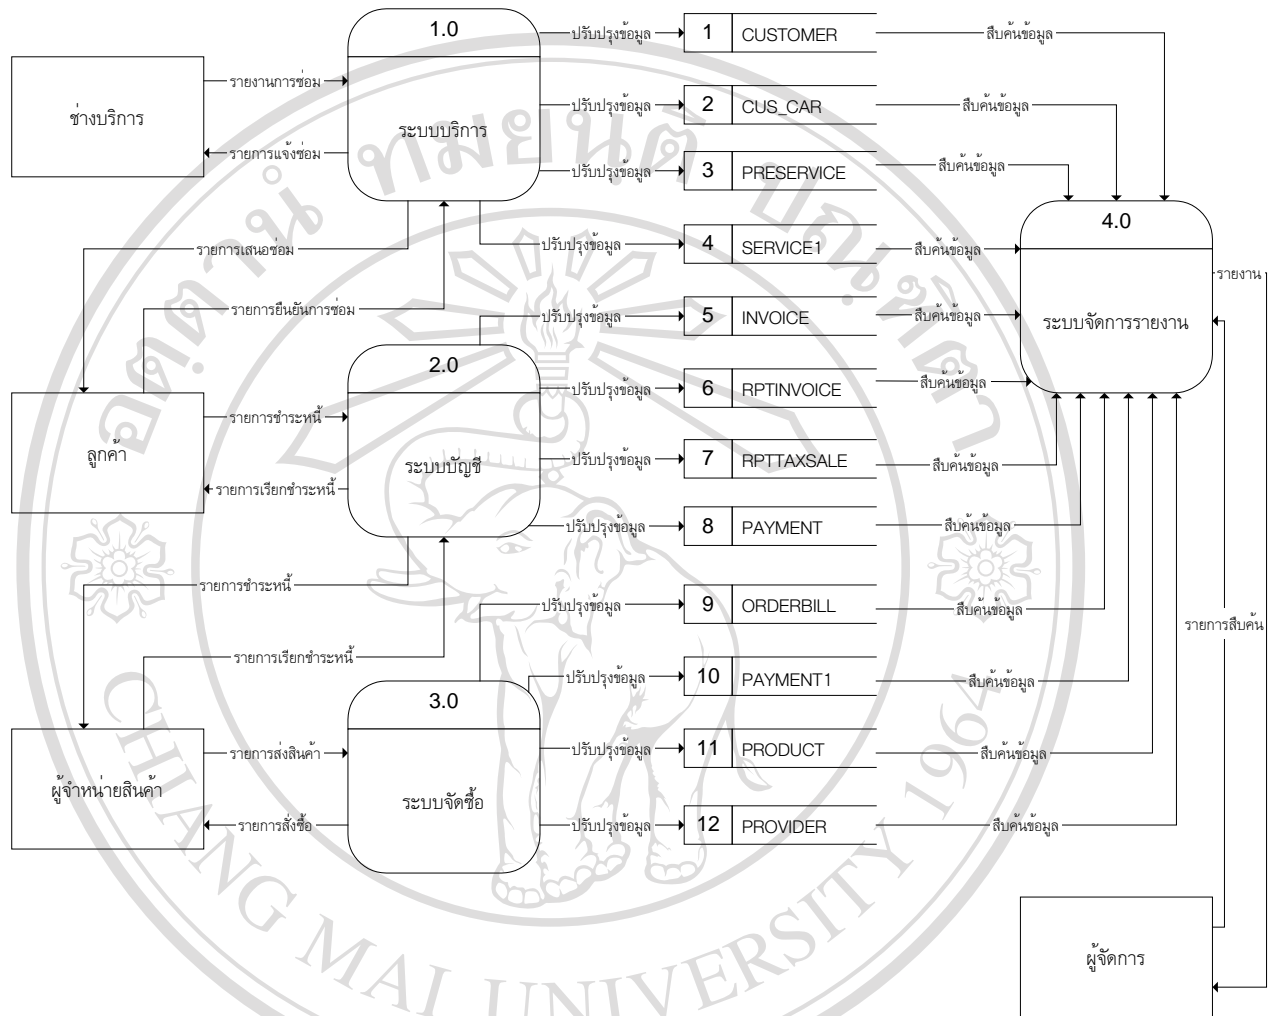 1.0
ระบบบริการ
ช่างบริการ
รายงานการซ่อม
รายการแจ้งซ่อม
ปรับปรุงข้อมูล
1 CUSTOMER
สืบค้นข้อมูล
ปรับปรุงข้อมูล
2 CUS_CAR
สืบค้นข้อมูล
ปรับปรุงข้อมูล
3 PRESERVICE
สืบค้นข้อมูล
รายการเสนอซ่อม
ปรับปรุงข้อมูล
4 SERVICE1
สืบค้นข้อมูล
4.0
ระบบจัดการรายงาน
รายงาน
รายการยืนยันการซ่อม
ปรับปรุงข้อมูล
5 INVOICE
สืบค้นข้อมูล
2.0
ระบบบัญชี
ลูกค้า
รายการชำระหนี้
รายการเรียกชำระหนี้
ปรับปรุงข้อมูล
6 RPTINVOICE
สืบค้นข้อมูล
ปรับปรุงข้อมูล
7 RPTTAXSALE
สืบค้นข้อมูล
ปรับปรุงข้อมูล
8 PAYMENT
สืบค้นข้อมูล
รายการชำระหนี้
ปรับปรุงข้อมูล
9 ORDERBILL
สืบค้นข้อมูล
รายการสืบค้น
รายการเรียกชำระหนี้
ปรับปรุงข้อมูล
10 PAYMENT1
สืบค้นข้อมูล
3.0
ระบบจัดซื้อ
ผู้จำหน่ายสินค้า
รายการส่งสินค้า
รายการสั่งซื้อ
ปรับปรุงข้อมูล
11 PRODUCT
สืบค้นข้อมูล
ปรับปรุงข้อมูล
12 PROVIDER
สืบค้นข้อมูล
ผู้จัดการ
CHIANG MAI UNIVERSITY 1964